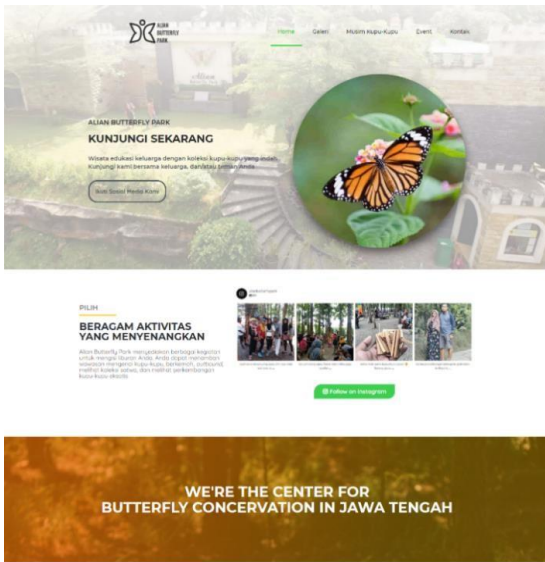 ALIAN
BUTTERFLY
PARK
Home Galeri Musim Kupu-Kupu Event Kontak
ALIAN BUTTERFLY PARK
KUNJUNGI SEKARANG
Wisata edukasi keluarga dengan koleksi kupu-kupu yang indah.
Kunjungi kami bersama keluarga, dan/atau teman Anda.
Ikuti Sosial Media Kami
PILIH
BERAGAM AKTIVITAS
YANG MENYENANGKAN
Alian Butterfly Park menyediakan berbagai kegiatan
untuk mengisi liburan Anda. Anda dapat menambah
wawasan mengenai kupu-kupu, berkemah, outbound,
melihat koleksi satwa, dan melihat perkembangan
kupu-kupu
Follow on Instagram
WE'RE THE CENTER FOR
BUTTERFLY CONCERVATION IN JAWA TENGAH